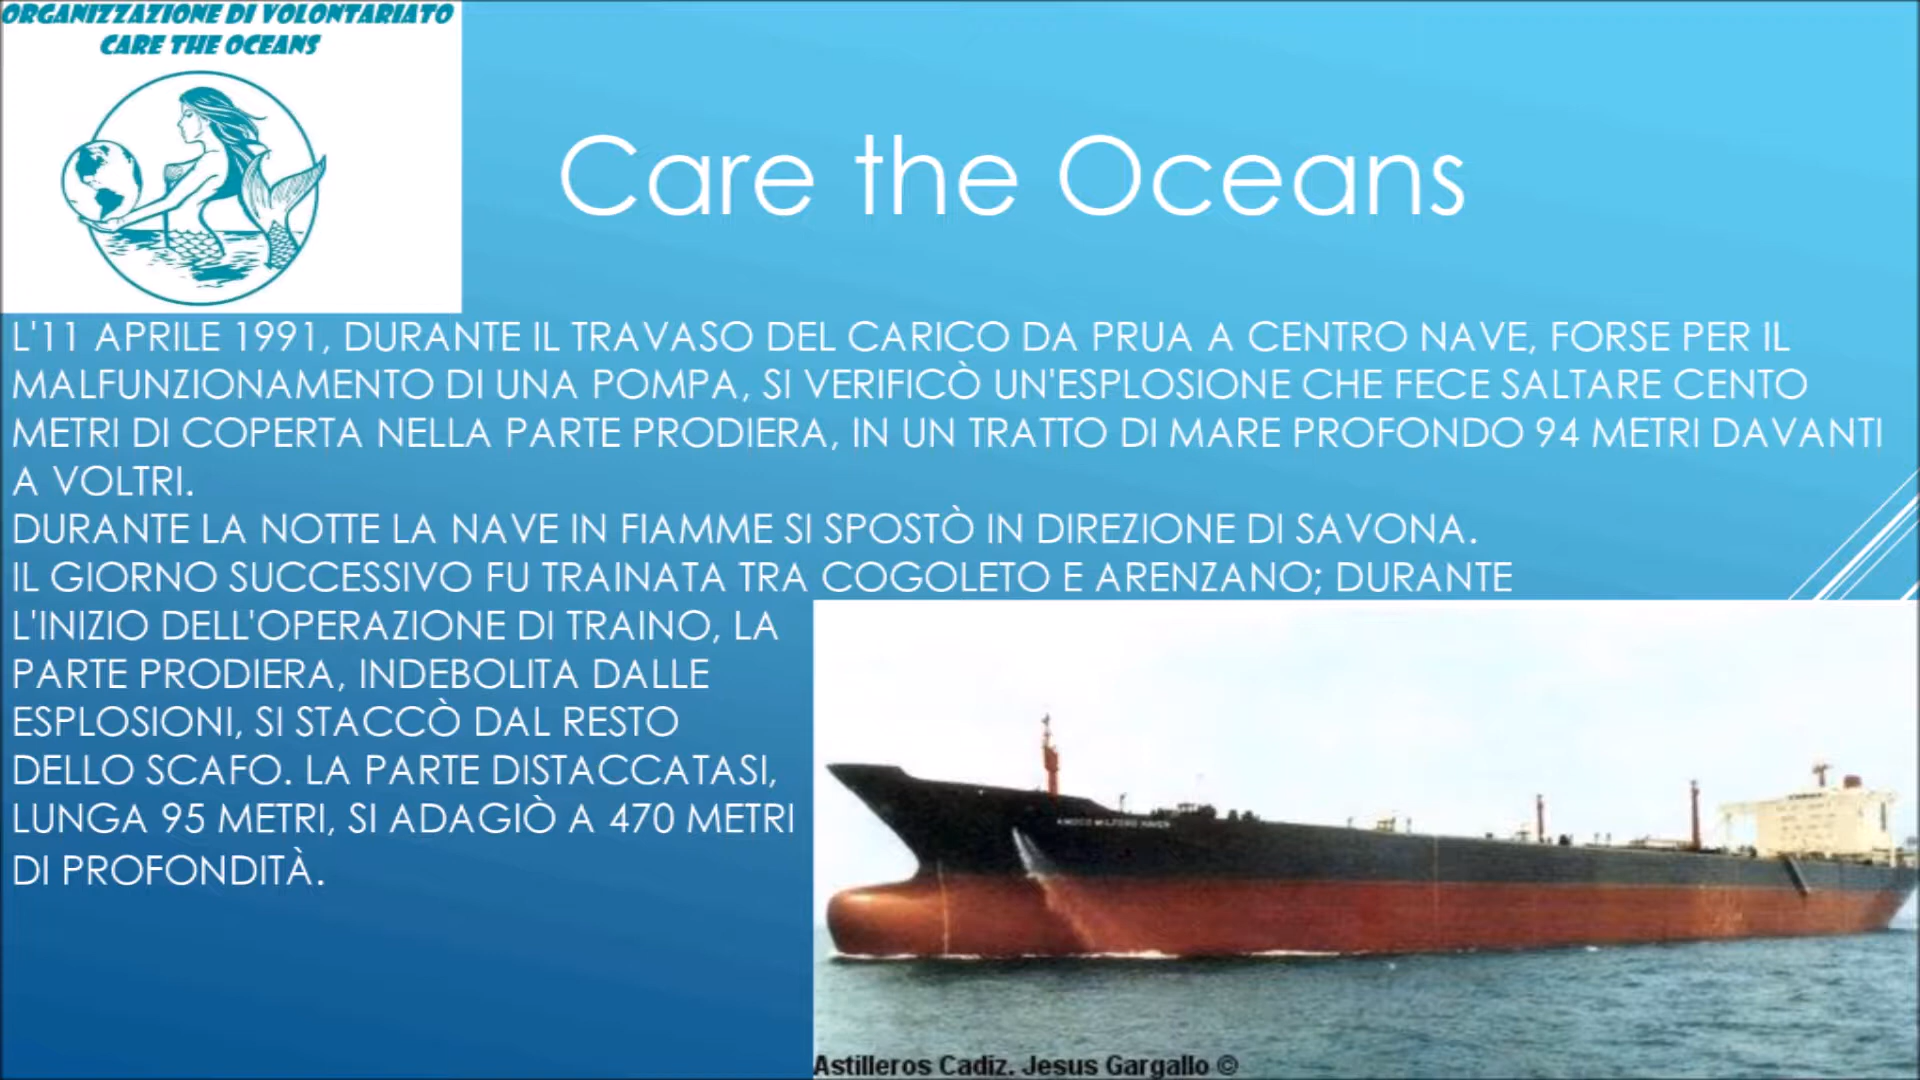 ORGANIZZAZIONE DI VOLONTARIATO
CARE THE OCEANS
Care the Oceans
L'11 APRILE 1991, DURANTE IL TRAVASO DEL CARICO DA PRUA A CENTRO NAVE, FORSE PER IL
MALFUNZIONAMENTO DI UNA POMPA, SI VERIFICÒ UN'ESPLOSIONE CHE FECE SALTARE CENTO
METRI DI COPERTA NELLA PARTE PRODIERA, IN UN TRATTO DI MARE PROFONDO 94 METRI DAVANTI
A VOLTRI.
DURANTE LA NOTTE LA NAVE IN FIAMME SI SPOSTÒ IN DIREZIONE DI SAVONA.
IL GIORNO SUCCESSIVO FU TRAINATA TRA COGOLETO E ARENZANO; DURANTE
L'INIZIO DELL'OPERAZIONE DI TRAINO, LA
PARTE PRODIERA, INDEBOLITA DALLE
ESPLOSIONI, SI STACCÒ DAL RESTO
DELLO SCAFO. LA PARTE DISTACCATASI,
LUNGA 95 METRI, SI ADAGIÒ A 470 METRI
DI PROFONDITÀ.
AMOCO MILFORD HAVEN
Astilleros Cadiz. Jesus Gargallo ©